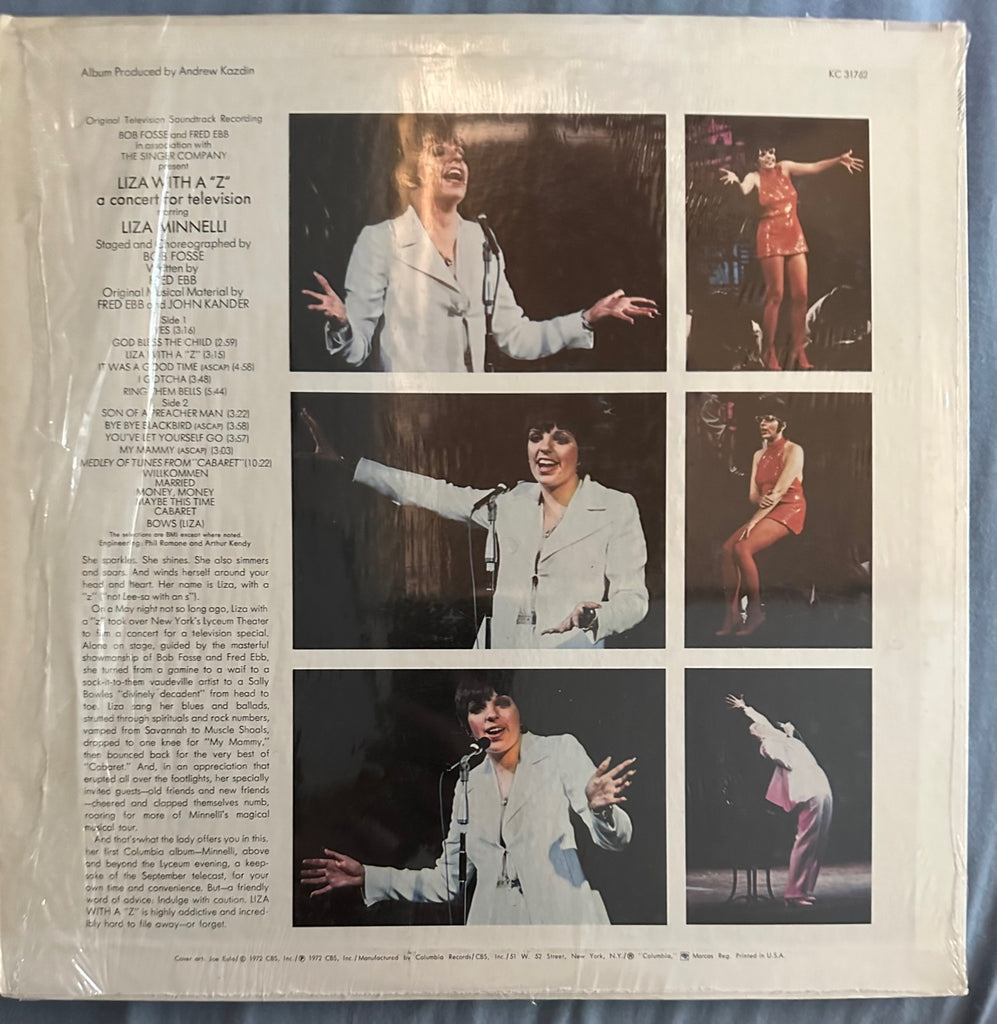 Album Produced by Andrew Kazdin
KC 31762
Original Television Soundtrack Recording
BOB FOSSE and FRED EBB
in association with
THE SINGER COMPANY
present
LIZA WITH A "Z"
a concert for television
starring
LIZA MINNELLI
Staged and Choreographed by
BOB FOSSE
Written by
FRED EBB
Original Musical Material by
FRED EBB and JOHN KANDER
Side 1
YES (3:16)
GOD BLESS THE CHILD (2:59)
LIZA WITH A "Z" (3:15)
IT WAS A GOOD TIME (ASCAP) (4:58)
I GOTCHA (3:48)
RING THEM BELLS (5:44)
Side 2
SON OF A PREACHER MAN (3:22)
BYE BYE BLACKBIRD (ASCAP) (3:58)
YOU'VE LET YOURSELF GO (3:57)
MY MAMMY (ASCAP) (3:03)
MEDLEY OF TUNES FROM "CABARET" (10:22)
WILLKOMMEN
MARRIED
MONEY, MONEY
MAYBE THIS TIME
CABARET
BOWS (LIZA)
The selections are BMI except where noted.
Engineering: Phil Ramone and Arthur Kendy
She sparkles. She shines. She also simmers
and soars. And winds herself around your
head and heart. Her name is Liza, with a
"z" ("not Lee-sa with an s").
On a May night not so long ago, Liza with
a "z" took over New York's Lyceum Theater
to film a concert for a television special.
Alone on stage, guided by the masterful
showmanship of Bob Fosse and Fred Ebb,
she turned from a gamine to a waif to a
sock-it-to-them vaudeville artist to a Sally
Bowles "divinely decadent" from head to
toe. Liza sang her blues and ballads,
strutted through spirituals and rock numbers,
vamped from Savannah to Muscle Shoals,
dropped to one knee for "My Mammy,"
then bounced back for the very best of
"Cabaret." And, in an appreciation that
erupted all over the footlights, her specially
invited guests—old friends and new friends
—cheered and clapped themselves numb,
roaring for more of Minnelli's magical
musical tour.
And that's what the lady offers you in this,
her first Columbia album—Minnelli, above
and beyond the Lyceum evening, a keep-
sake of the September telecast, for your
own time and convenience. But—a friendly
word of advice: Indulge with caution. LIZA
WITH A "Z" is highly addictive and incred-
ibly hard to file away—or forget.
Cover art: Joe Eula/© 1972 CBS, Inc./℗ 1972 CBS, Inc./Manufactured by Columbia Records/CBS, Inc./51 W. 52 Street, New York, N.Y./® "Columbia," Marcas Reg. Printed in U.S.A.